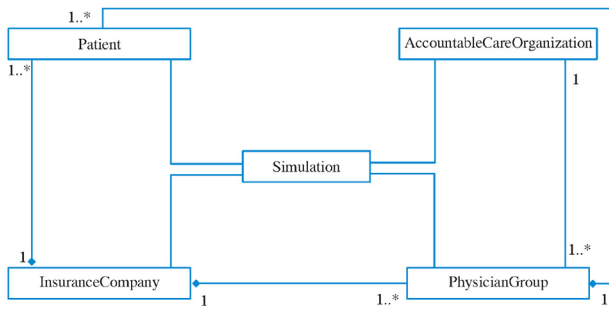 1..*
Patient
AccountableCareOrganization
1..*
1
Simulation
1
1..*
InsuranceCompany
PhysicianGroup
1
1..*
1